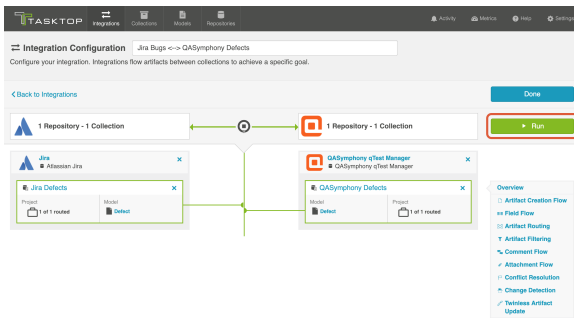 TASKTOP
Integrations
Collections
Models
Repositories
Activity
Metrics
Help
Settings
Integration Configuration
Jira Bugs <--> QASymphony Defects
Configure your integration. Integrations flow artifacts between collections to achieve a specific goal.
Back to Integrations
Done
1 Repository - 1 Collection
1 Repository - 1 Collection
Run
Jira
Atlassian Jira
QASymphony qTest Manager
QASymphony qTest Manager
Jira Defects
Project
1 of 1 routed
Model
Defect
QASymphony Defects
Model
Defect
Project
1 of 1 routed
Overview
Artifact Creation Flow
Field Flow
Artifact Routing
Artifact Filtering
Comment Flow
Attachment Flow
Conflict Resolution
Change Detection
Twinless Artifact
Update